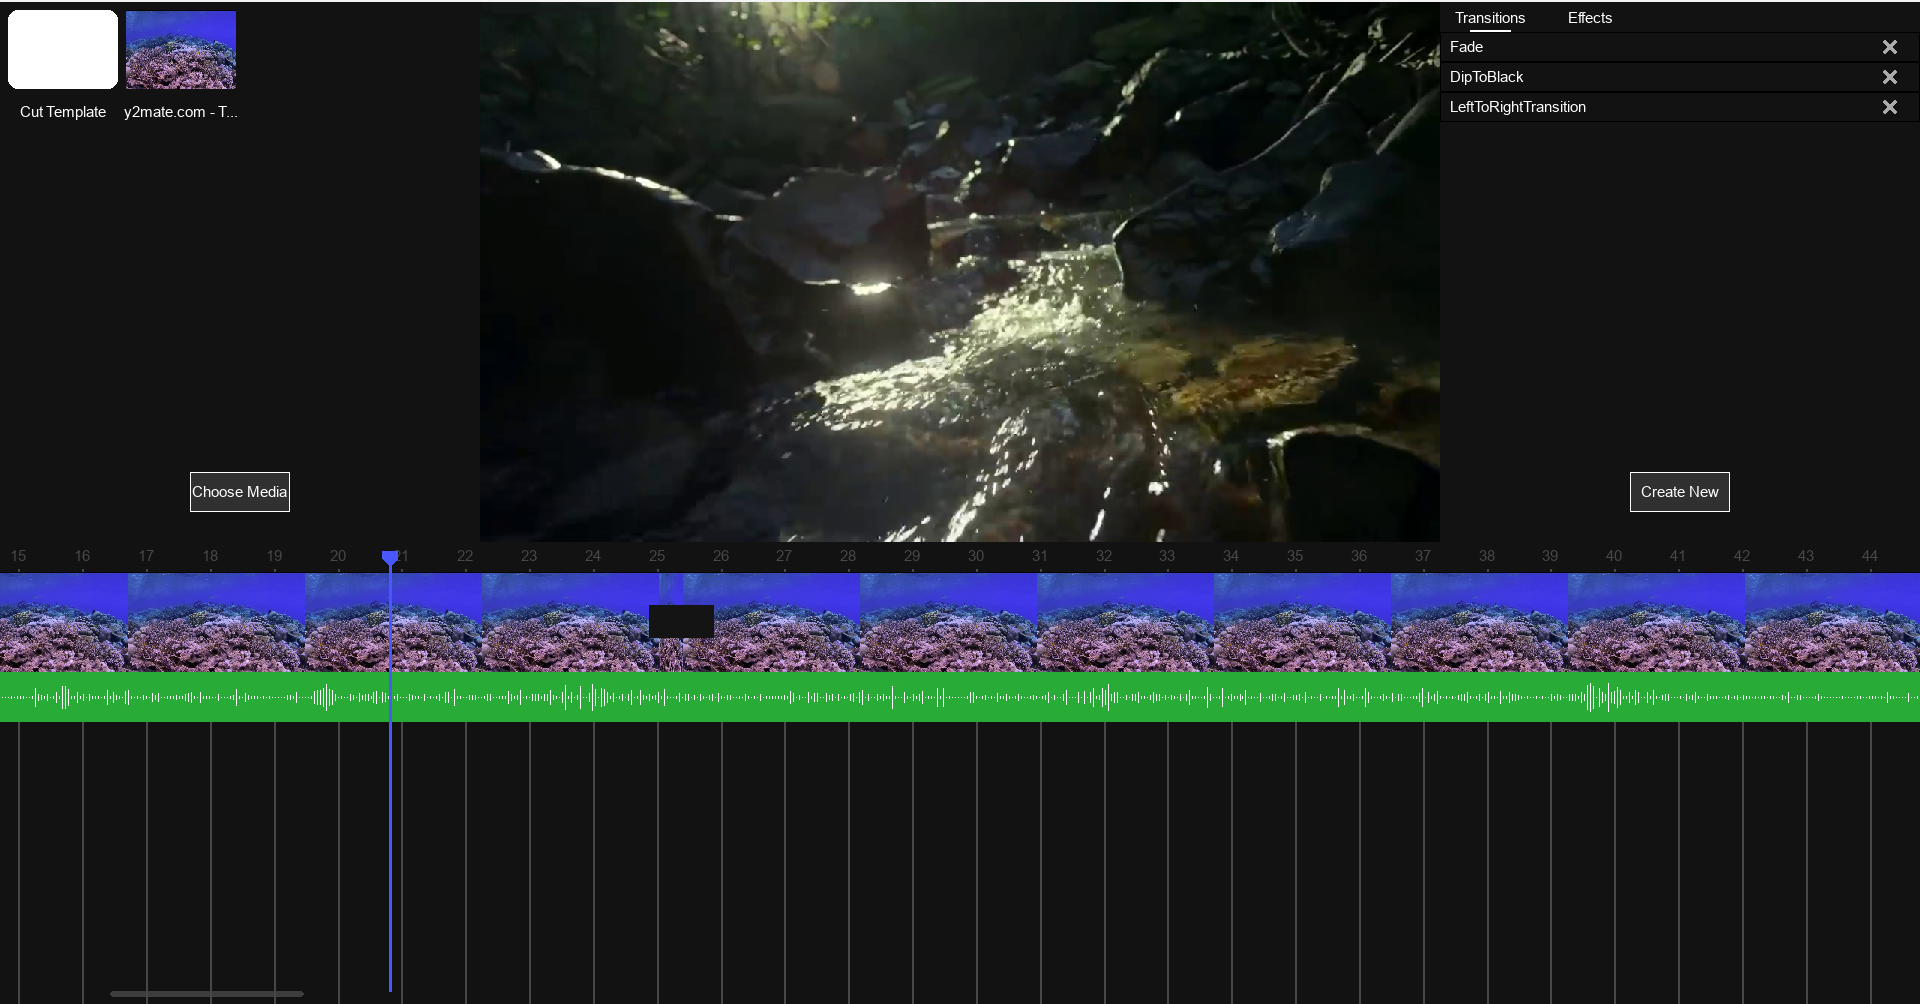 Cut Template
y2mate.com - T...
Choose Media
Transitions Effects
Fade
DipToBlack
LeftToRightTransition
Create New
15 16 17 18 19 20 21 22 23 24 25 26 27 28 29 30 31 32 33 34 35 36 37 38 39 40 41 42 43 44